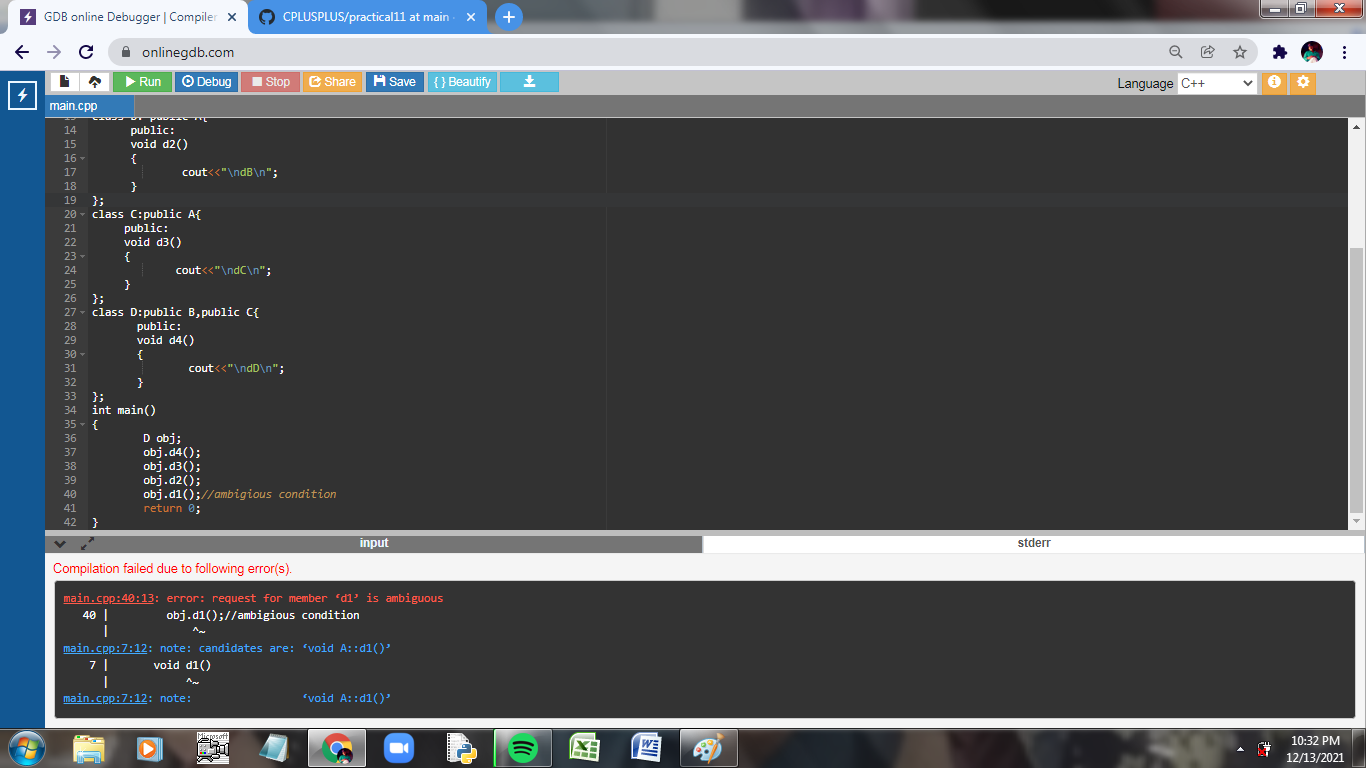 GDB online Debugger | Compiler
CPLUSPLUS/practical11 at main
onlinegdb.com
Run Debug Stop Share Save { } Beautify
Language C++
main.cpp
14 public:
15 void d2()
16 {
17 cout<<"\ndB\n";
18 }
19 };
20 class C:public A{
21 public:
22 void d3()
23 {
24 cout<<"\ndC\n";
25 }
26 };
27 class D:public B,public C{
28 public:
29 void d4()
30 {
31 cout<<"\ndD\n";
32 }
33 };
34 int main()
35 {
36 D obj;
37 obj.d4();
38 obj.d3();
39 obj.d2();
40 obj.d1();//ambigious condition
41 return 0;
42 }
input
stderr
Compilation failed due to following error(s).
main.cpp:40:13: error: request for member ‘d1’ is ambiguous
40 | obj.d1();//ambigious condition
| ^~
main.cpp:7:12: note: candidates are: ‘void A::d1()’
7 | void d1()
| ^~
main.cpp:7:12: note: ‘void A::d1()’
Microsoft
10:32 PM
12/13/2021